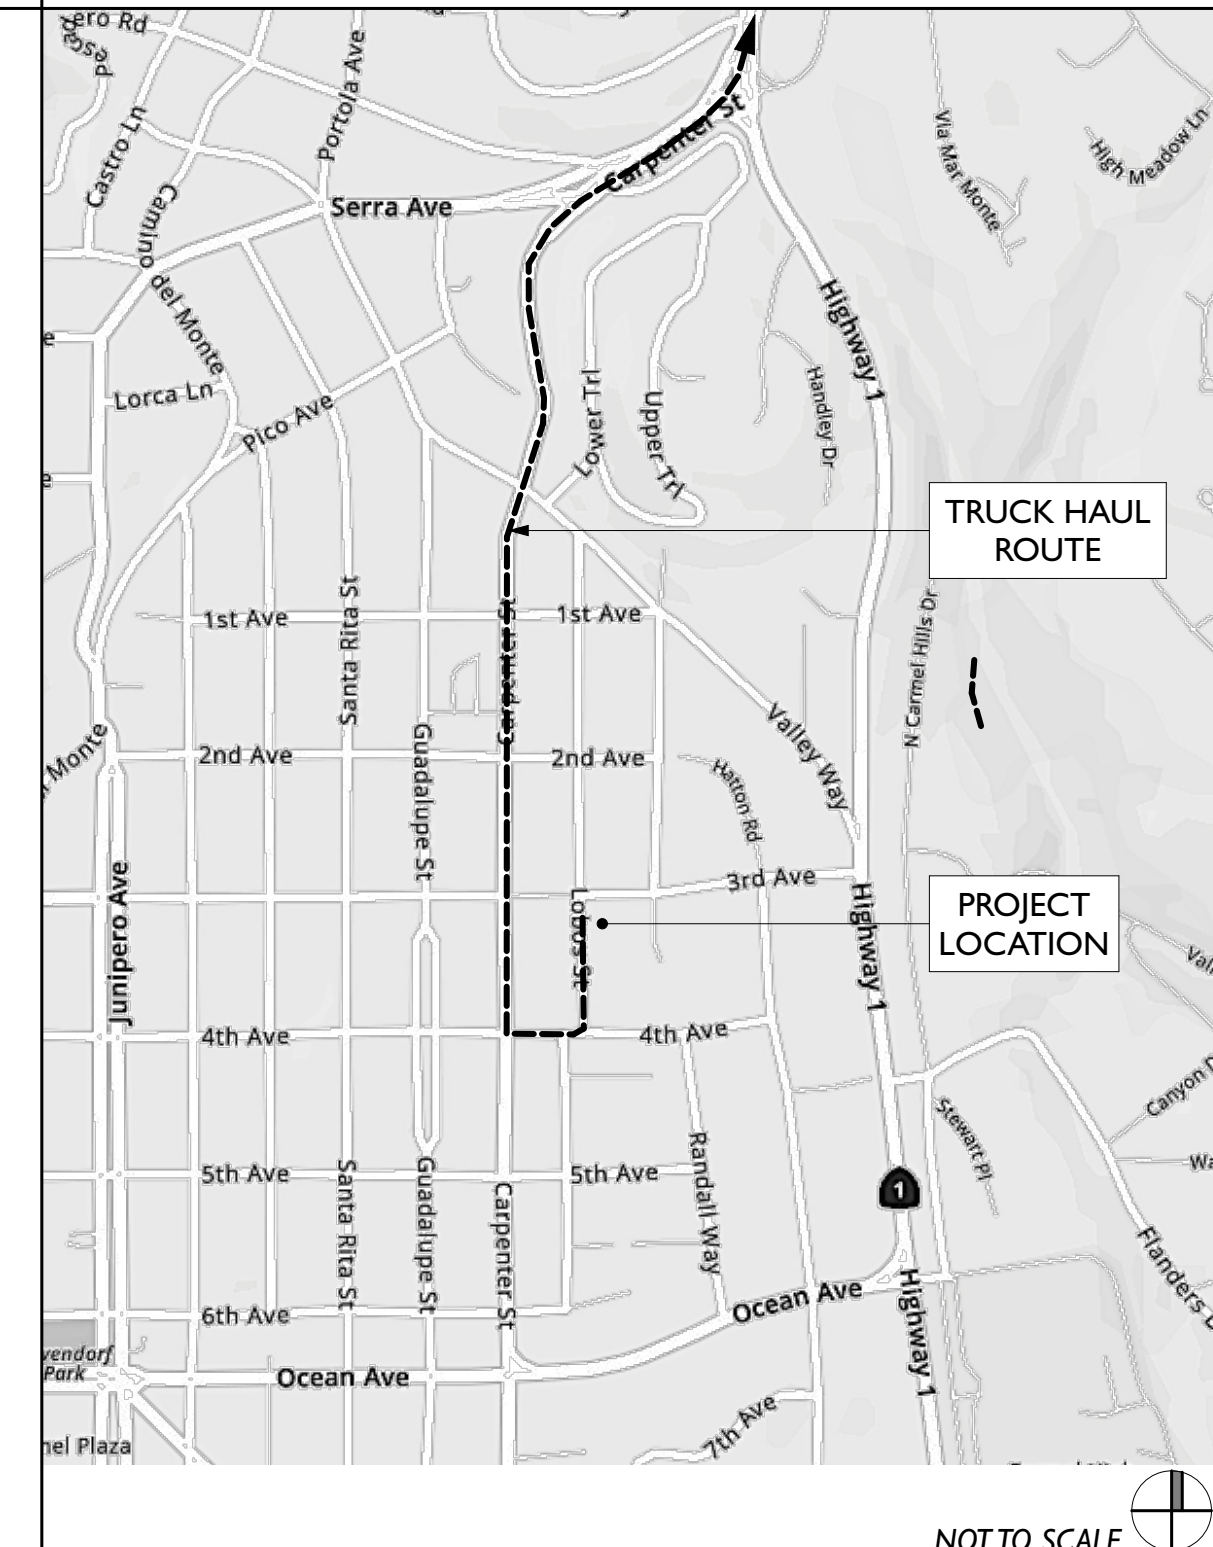 Portola Ave
Castro Ln
Camino
del Monte
Serra Ave
Carpenter St
Via Mar Monte
High Meadow Ln
Highway 1
Lorca Ln
Pico Ave
Lower Trl
Upper Trl
Handley Dr
TRUCK HAUL
ROUTE
1st Ave
1st Ave
Santa Rita St
Carpenter St
N Carmel Hills Dr
Monte
2nd Ave
2nd Ave
Guadalupe St
Valley Way
Hatton Rd
3rd Ave
Junipero Ave
Lobos St
Highway 1
PROJECT
LOCATION
4th Ave
4th Ave
Stewart Pl
5th Ave
5th Ave
Santa Rita St
Guadalupe St
Carpenter St
Randall Way
1
6th Ave
Ocean Ave
Highway 1
Flanders
Park
Ocean Ave
7th Ave
Plaza
NOT TO SCALE